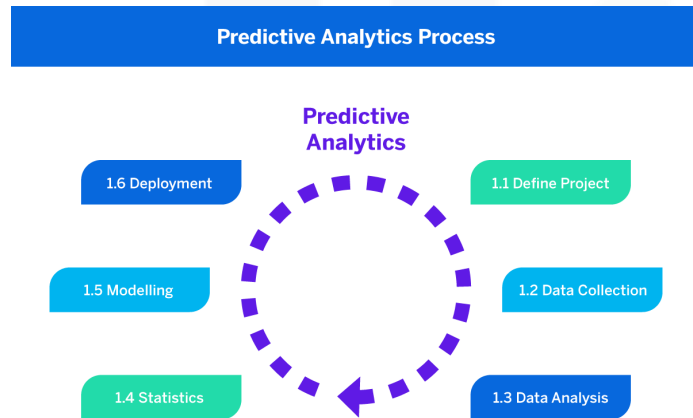 Predictive Analytics Process
Predictive
Analytics
1.6 Deployment
1.1 Define Project
1.5 Modelling
1.2 Data Collection
1.4 Statistics
1.3 Data Analysis